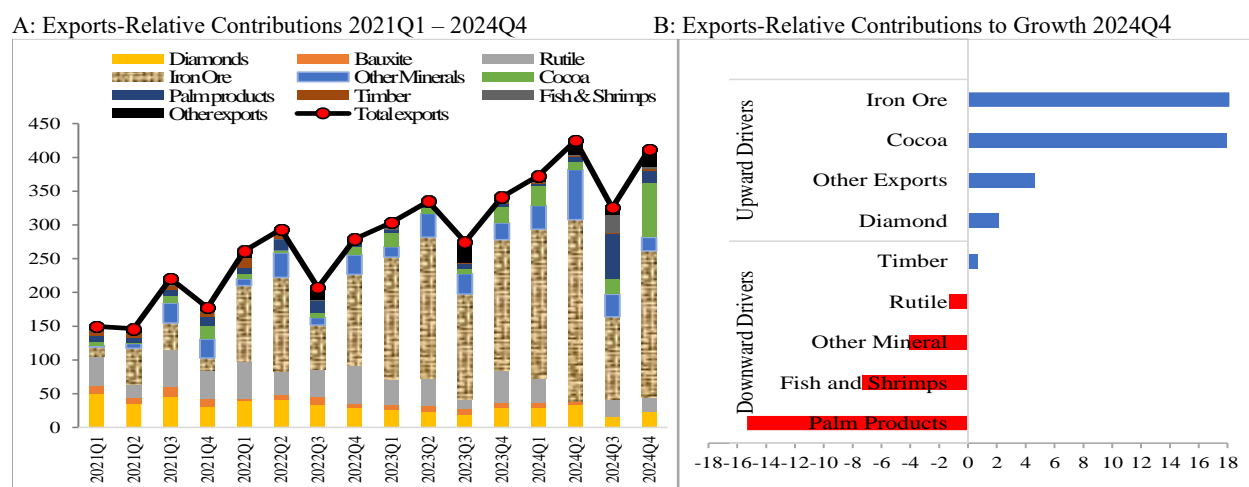 A: Exports-Relative Contributions 2021Q1 – 2024Q4
Diamonds Bauxite Rutile
Iron Ore Other Minerals Cocoa
Palm products Timber Fish & Shrimps
Other exports Total exports
450
400
350
300
250
200
150
100
50
0
2021Q1 2021Q2 2021Q3 2021Q4 2022Q1 2022Q2 2022Q3 2022Q4 2023Q1 2023Q2 2023Q3 2023Q4 2024Q1 2024Q2 2024Q3 2024Q4
B: Exports-Relative Contributions to Growth 2024Q4
Upward Drivers
Downward Drivers
Iron Ore
Cocoa
Other Exports
Diamond
Timber
Rutile
Other Mineral
Fish and Shrimps
Palm Products
-18 -16 -14 -12 -10 -8 -6 -4 -2 0 2 4 6 8 10 12 14 16 18